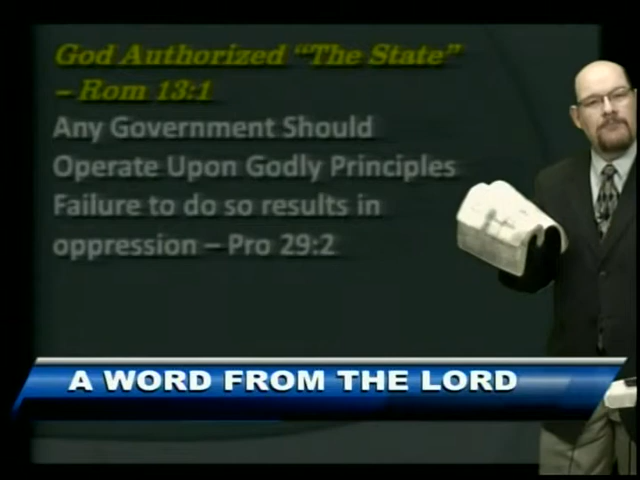 God Authorized “The State”
– Rom 13:1
Any Government Should
Operate Upon Godly Principles
Failure to do so results in
oppression – Pro 29:2
A WORD FROM THE LORD